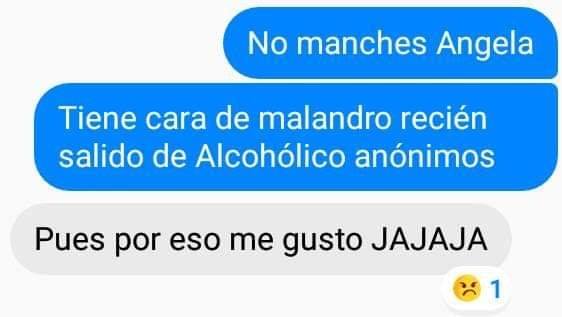 No manches Angela
Tiene cara de malandro recién
salido de Alcohólico anónimos
Pues por eso me gusto JAJAJA
1